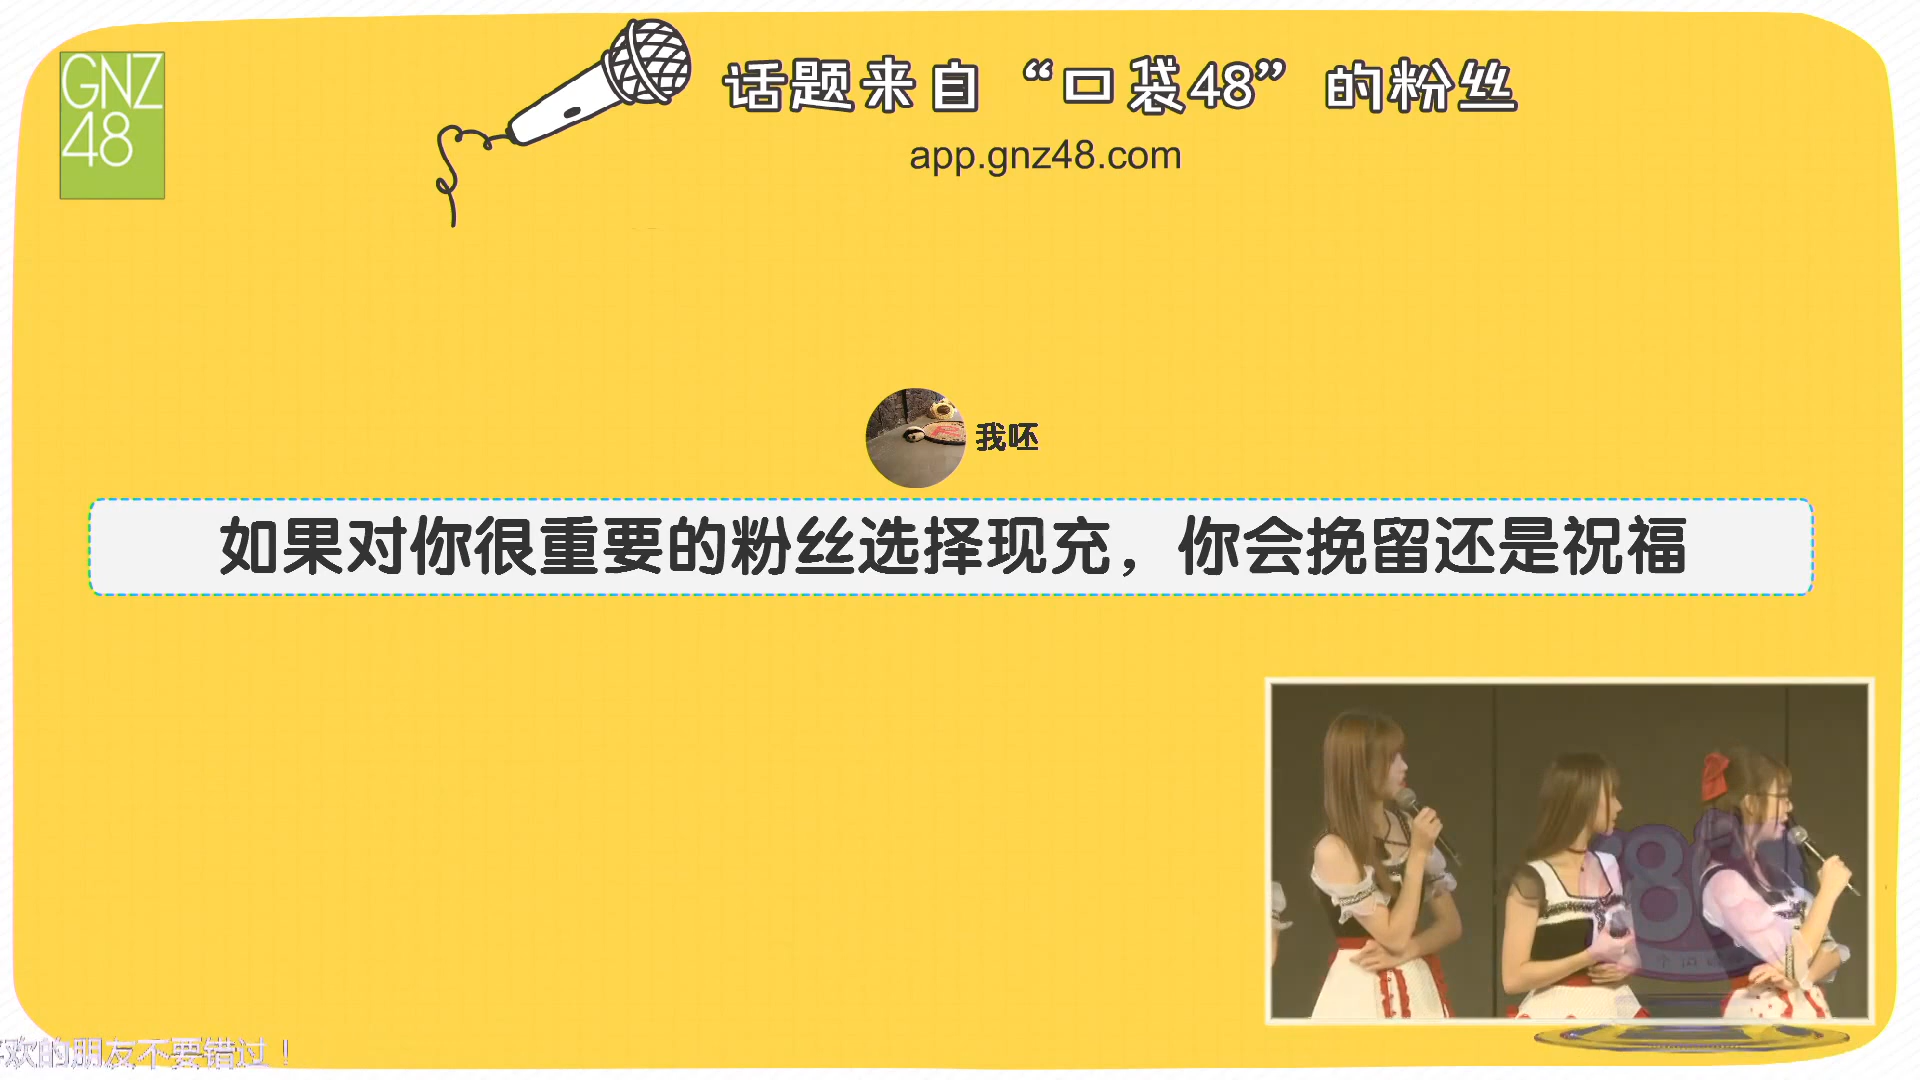 GNZ
48
话题来自“口袋48”的粉丝
app.gnz48.com
我呸
如果对你很重要的粉丝选择现充，你会挽留还是祝福
48
欢的朋友不要错过！